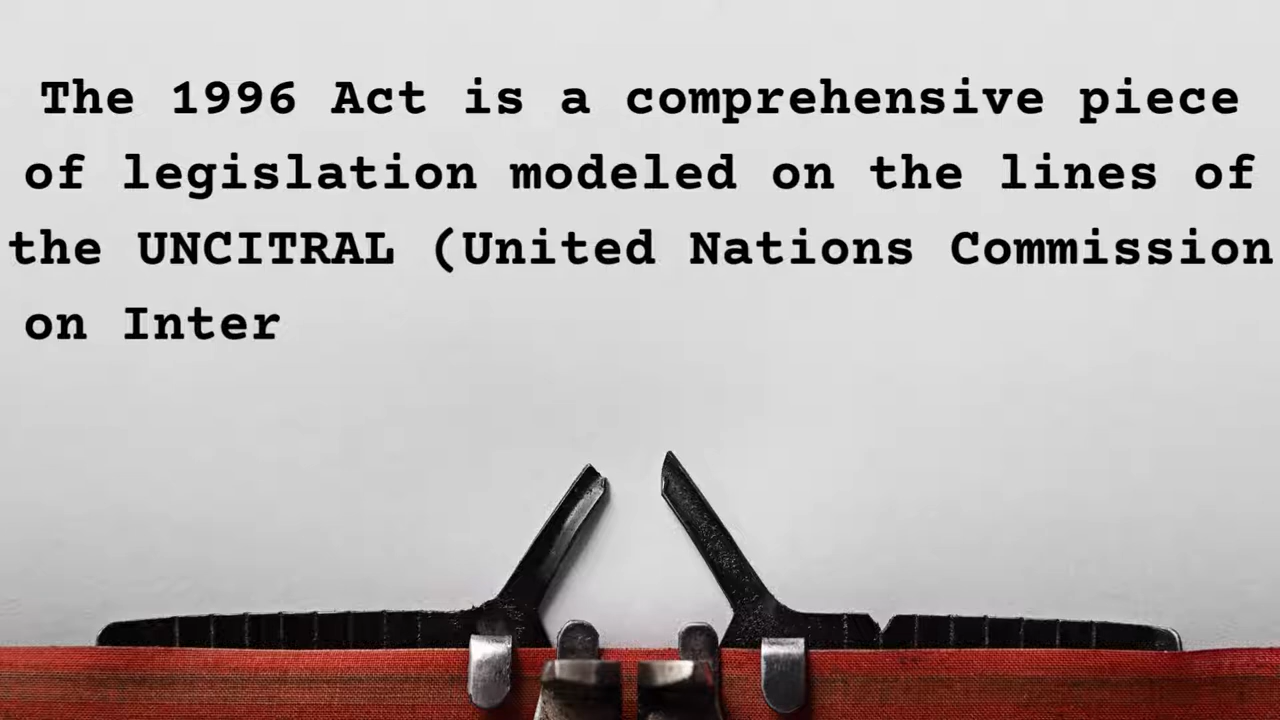 The 1996 Act is a comprehensive piece
of legislation modeled on the lines of
the UNCITRAL (United Nations Commission
on Inter